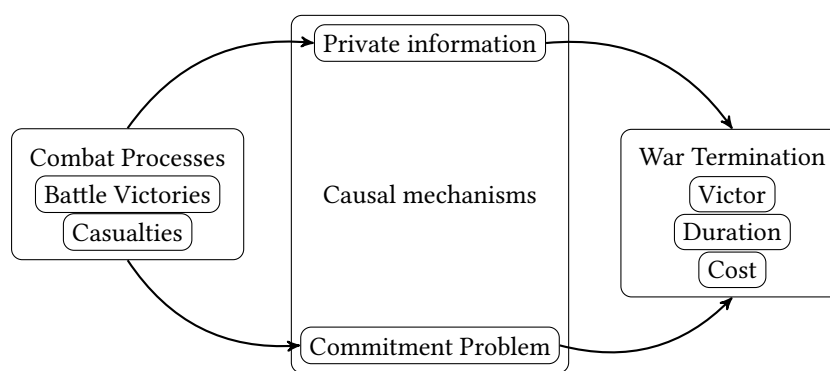 Private information
Combat Processes
Battle Victories
Casualties
Causal mechanisms
War Termination
Victor
Duration
Cost
Commitment Problem